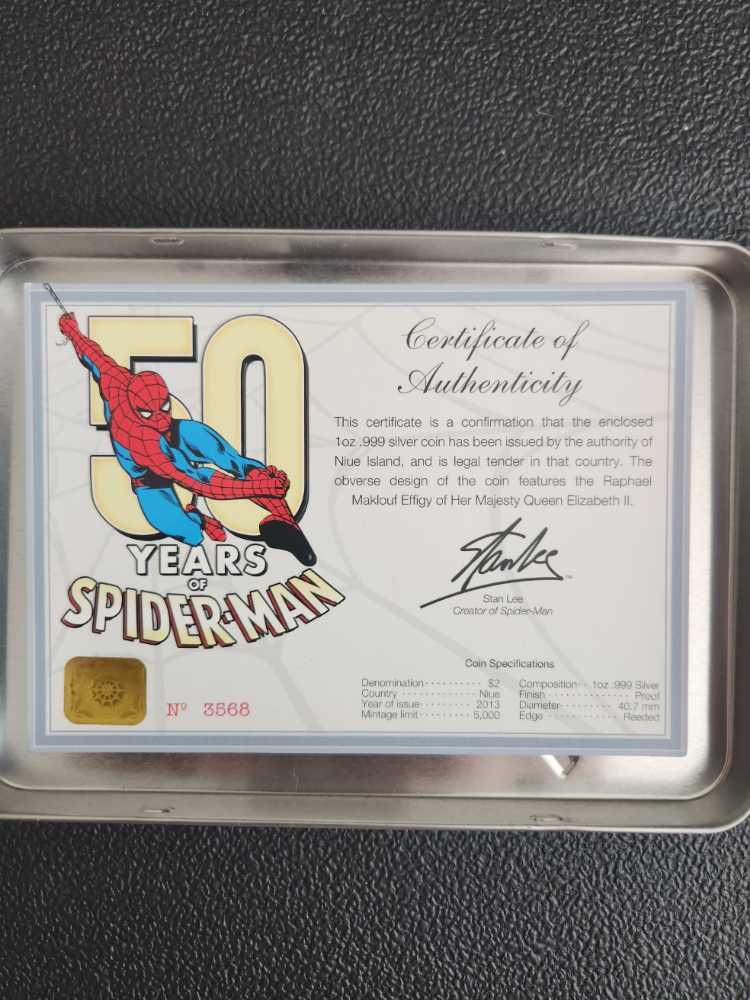 50
YEARS
OF
SPIDER-MAN
Nº 3568
Certificate of
Authenticity
This certificate is a confirmation that the enclosed
1oz .999 silver coin has been issued by the authority of
Niue Island, and is legal tender in that country. The
obverse design of the coin features the Raphael
Maklouf Effigy of Her Majesty Queen Elizabeth II.
Stan Lee
™
Stan Lee
Creator of Spider-Man
Coin Specifications
Denomination · · · · · · · · · · $2
Country · · · · · · · · · · · · · · Niue
Year of issue · · · · · · · · · · 2013
Mintage limit · · · · · · · · · · 5,000
Composition · · 1oz .999 Silver
Finish · · · · · · · · · · · · · · · Proof
Diameter · · · · · · · · · · 40.7 mm
Edge · · · · · · · · · · · · · Reeded